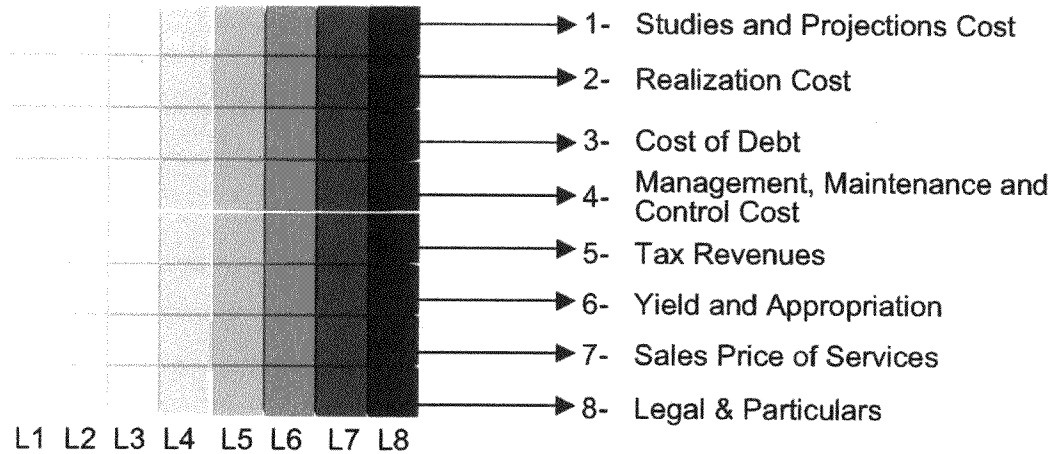 1- Studies and Projections Cost
2- Realization Cost
3- Cost of Debt
4- Management, Maintenance and
Control Cost
5- Tax Revenues
6- Yield and Appropriation
7- Sales Price of Services
8- Legal & Particulars
L1 L2 L3 L4 L5 L6 L7 L8